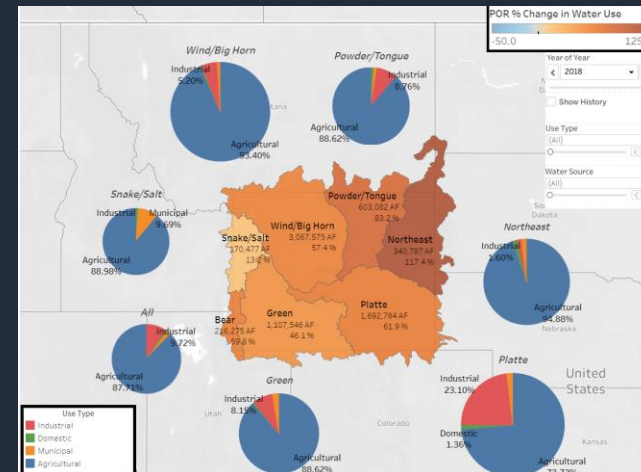 POR % Change in Water Use
-50.0
125
Year of Year
2018
Show History
Use Type
(All)
Water Source
(All)
Wind/Big Horn
Industrial
5.20%
Agricultural
93.40%
Powder/Tongue
Industrial
8.76%
Agricultural
88.62%
Snake/Salt
Industrial
Municipal
9.69%
Agricultural
88.98%
Powder/Tongue
603,082 AF
83.2 %
Wind/Big Horn
3,067,575 AF
57.4 %
Snake/Salt
170,477 AF
Northeast
340,787 AF
117.4 %
Green
1,107,546 AF
46.1 %
Platte
1,692,784 AF
61.9 %
Bear
216,275 AF
59.8 %
Dakota
Northeast
Industrial
1.60%
Agricultural
94.88%
Nebraska
All
Industrial
9.72%
Agricultural
87.71%
Green
Industrial
8.15%
Agricultural
88.62%
Platte
Industrial
23.10%
Domestic
1.36%
Agricultural
United
States
Utah
Colorado
Kansas
Use Type
Industrial
Domestic
Municipal
Agricultural